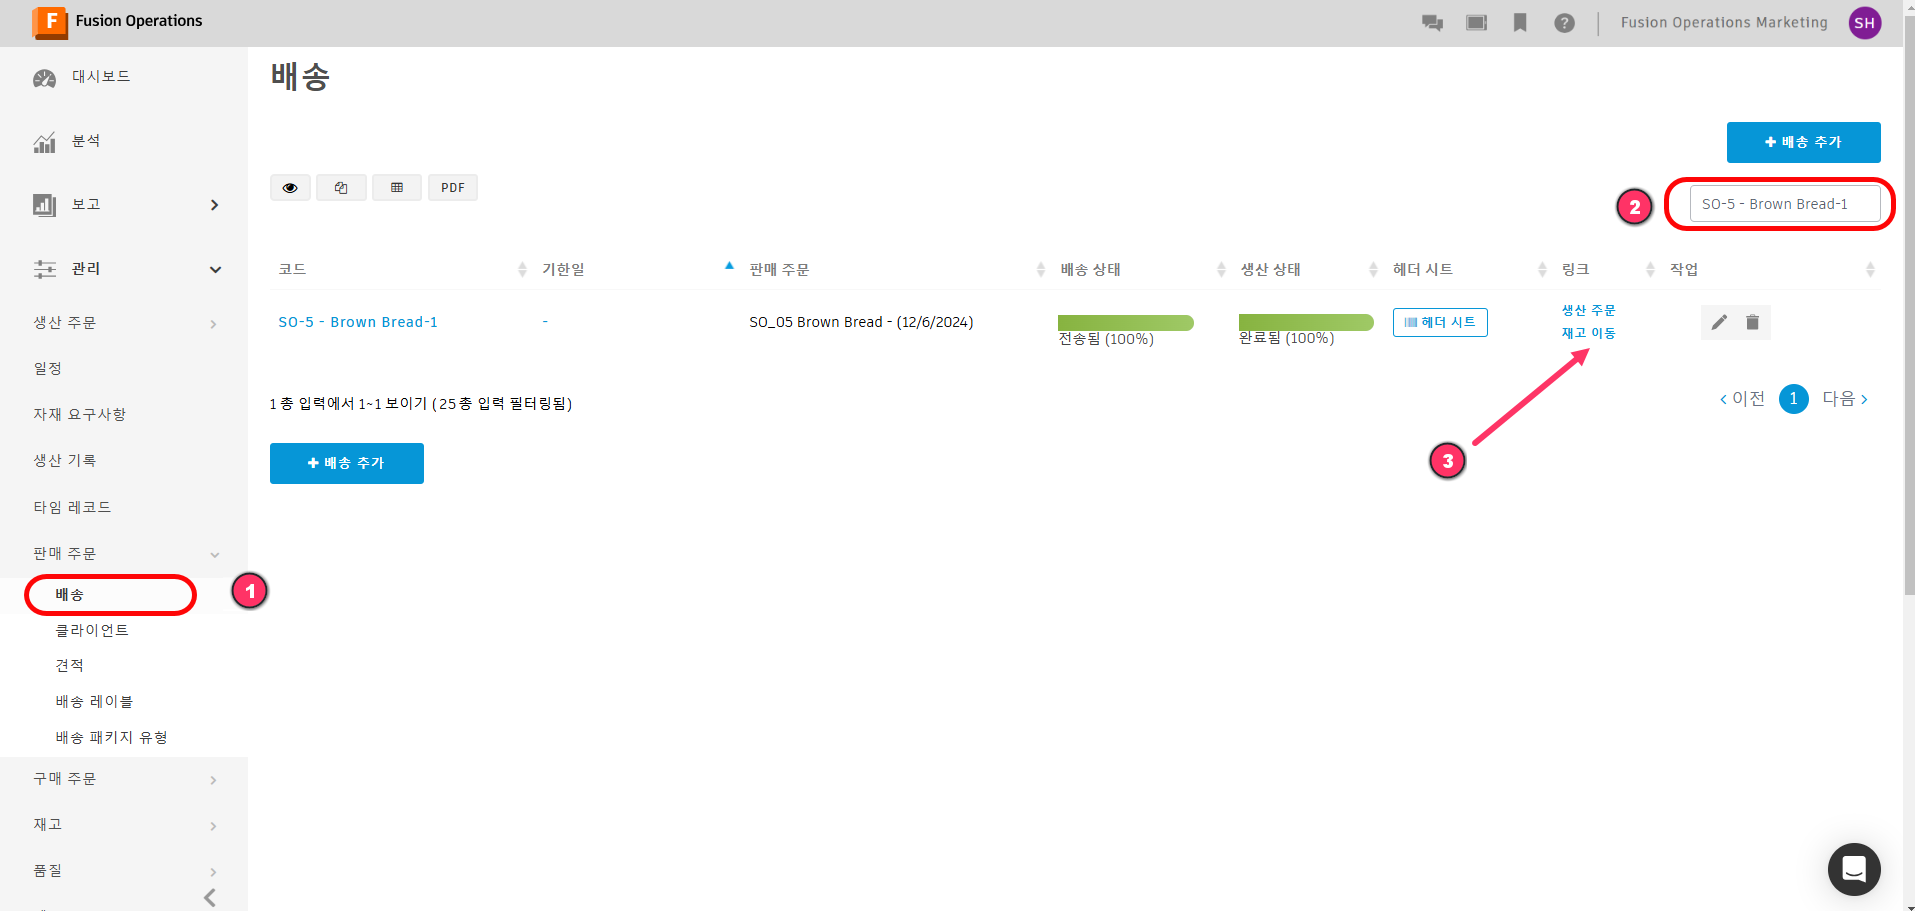 F Fusion Operations
? Fusion Operations Marketing SH
대시보드
분석
보고
관리
생산 주문
일정
자재 요구사항
생산 기록
타임 레코드
판매 주문
배송
1
클라이언트
견적
배송 레이블
배송 패키지 유형
구매 주문
재고
품질
배송
+ 배송 추가
PDF
2
SO-5 - Brown Bread-1
코드 기한일 판매 주문 배송 상태 생산 상태 헤더 시트 링크 작업
SO-5 - Brown Bread-1 - SO_05 Brown Bread - (12/6/2024) 전송됨 (100%) 완료됨 (100%) 헤더 시트 생산 주문
재고 이동
1 총 입력에서 1~1 보이기 ( 25 총 입력 필터링됨)
이전 1 다음
+ 배송 추가
3